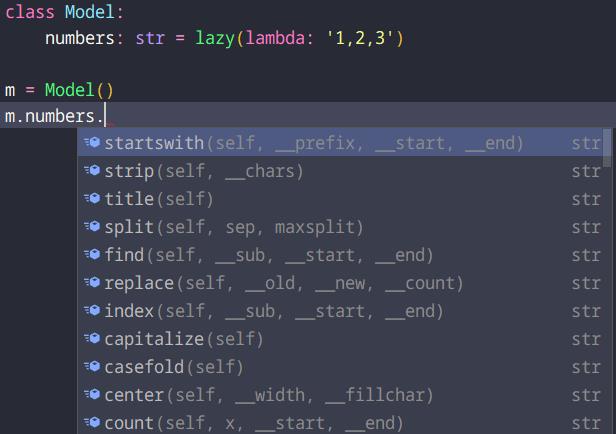 class Model:
    numbers: str = lazy(lambda: '1,2,3')

m = Model()
m.numbers.
startswith(self, __prefix, __start, __end) str
strip(self, __chars) str
title(self) str
split(self, sep, maxsplit) str
find(self, __sub, __start, __end) str
replace(self, __old, __new, __count) str
index(self, __sub, __start, __end) str
capitalize(self) str
casefold(self) str
center(self, __width, __fillchar) str
count(self, x, __start, __end) str